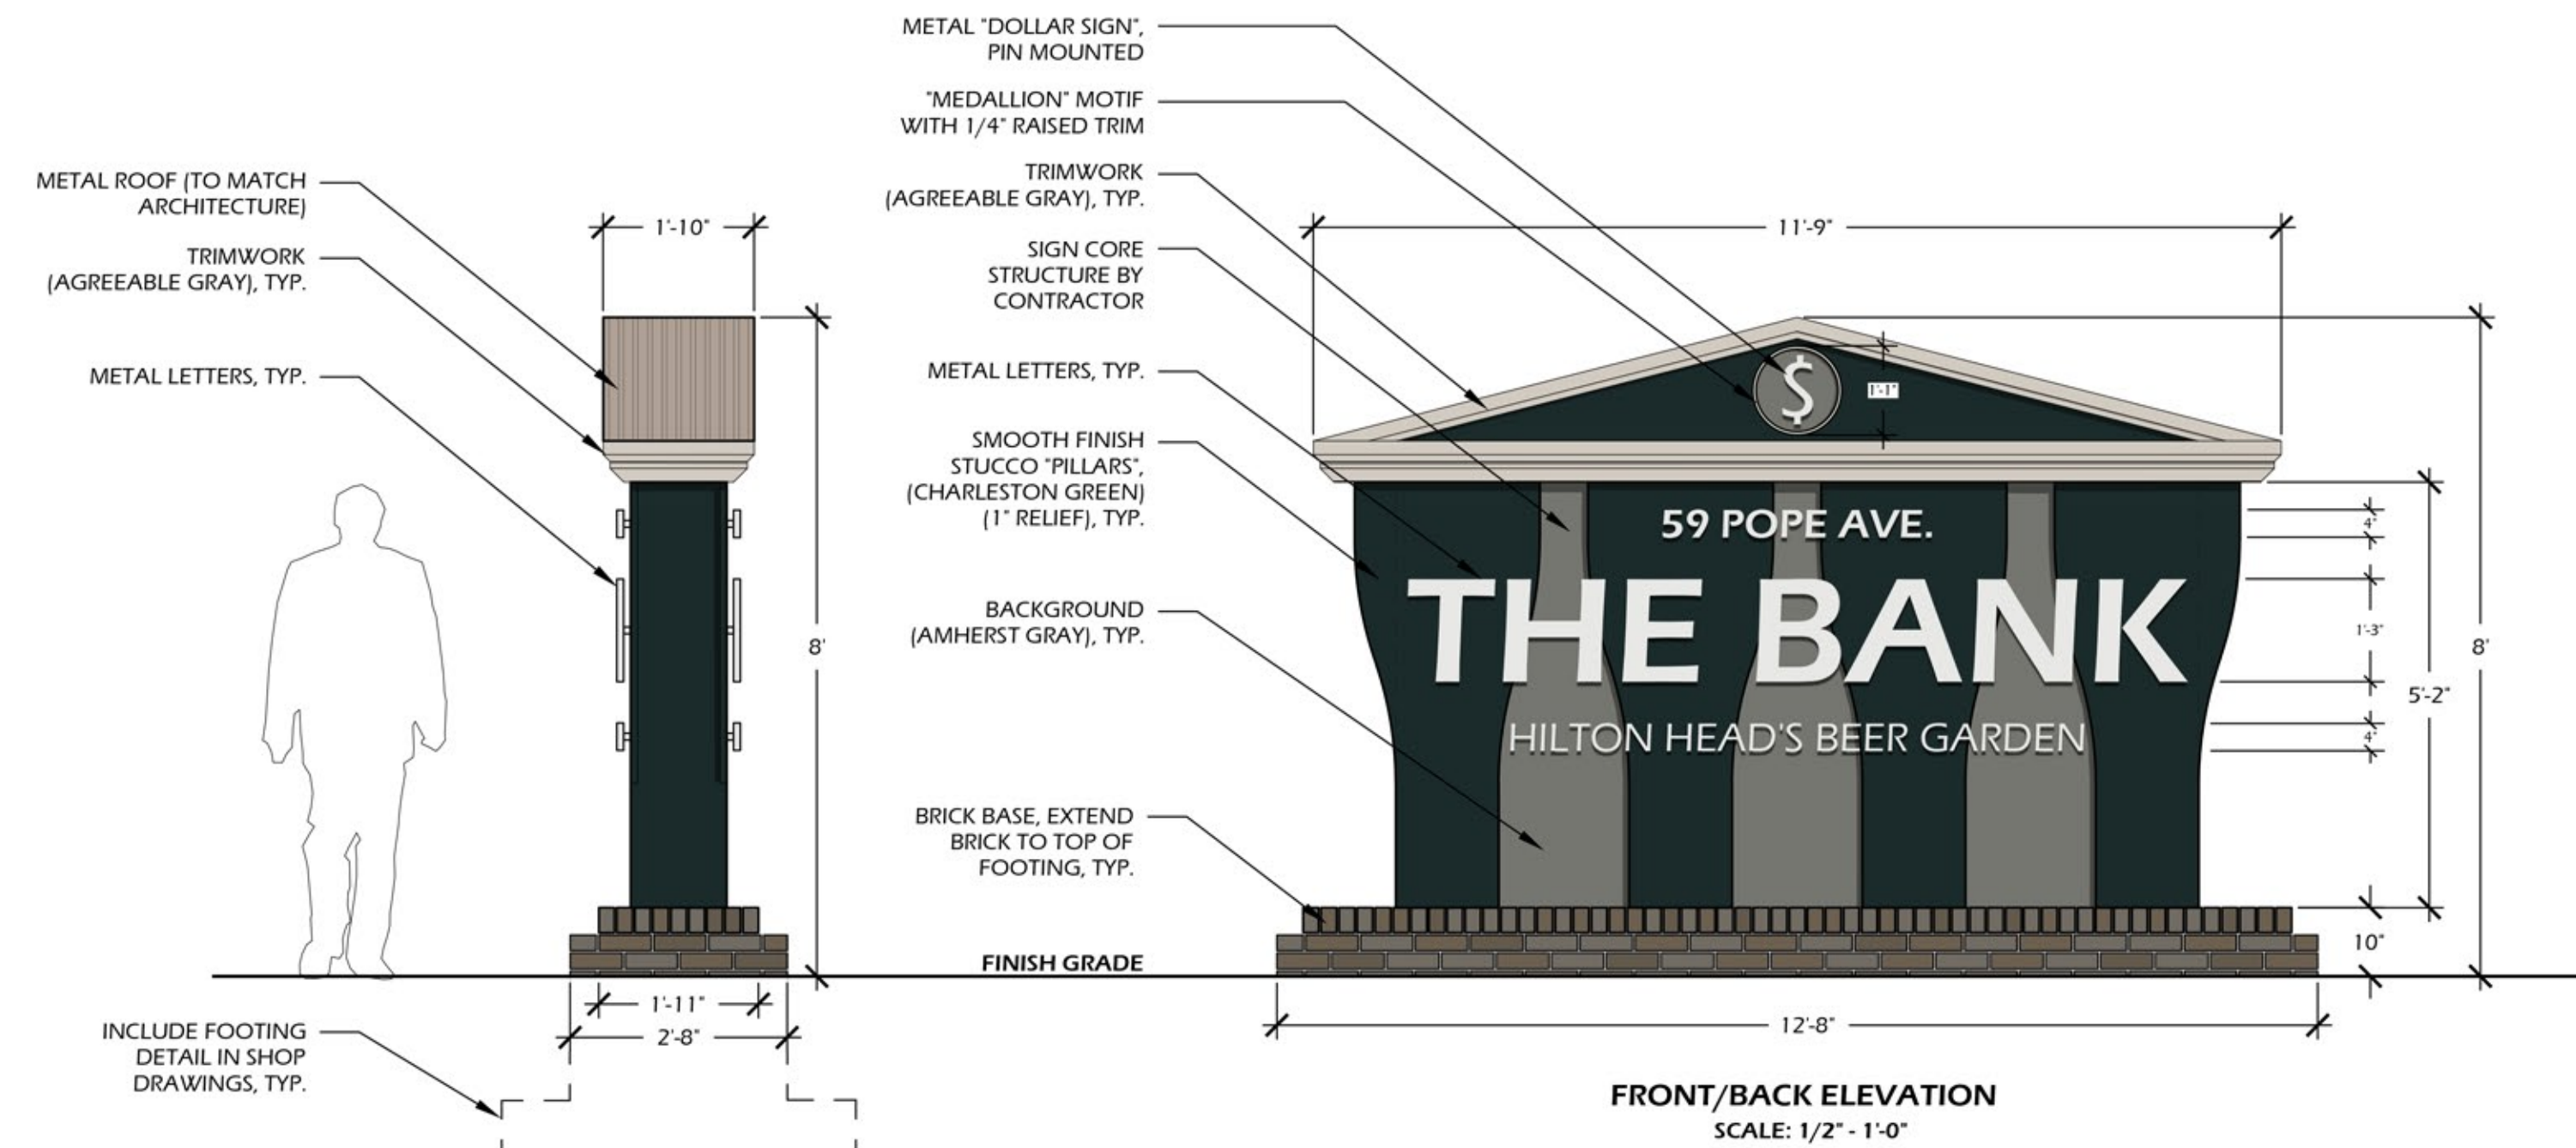 METAL ROOF (TO MATCH
ARCHITECTURE)
TRIMWORK
(AGREEABLE GRAY), TYP.
METAL LETTERS, TYP.
INCLUDE FOOTING
DETAIL IN SHOP
DRAWINGS, TYP.
1'-10"
8'
1'-11"
2'-8"
METAL "DOLLAR SIGN",
PIN MOUNTED
"MEDALLION" MOTIF
WITH 1/4" RAISED TRIM
TRIMWORK
(AGREEABLE GRAY), TYP.
SIGN CORE
STRUCTURE BY
CONTRACTOR
METAL LETTERS, TYP.
SMOOTH FINISH
STUCCO "PILLARS",
(CHARLESTON GREEN)
(1" RELIEF), TYP.
BACKGROUND
(AMHERST GRAY), TYP.
BRICK BASE, EXTEND
BRICK TO TOP OF
FOOTING, TYP.
FINISH GRADE
11'-9"
$
1'-1"
59 POPE AVE.
THE BANK
HILTON HEAD'S BEER GARDEN
4"
1'-3"
4"
5'-2"
8'
10"
12'-8"
FRONT/BACK ELEVATION
SCALE: 1/2" - 1'-0"